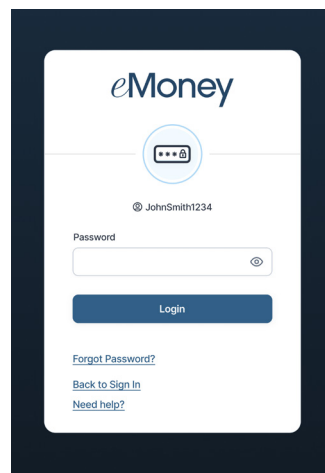 eMoney
JohnSmith1234
Password
Login
Forgot Password?
Back to Sign In
Need help?